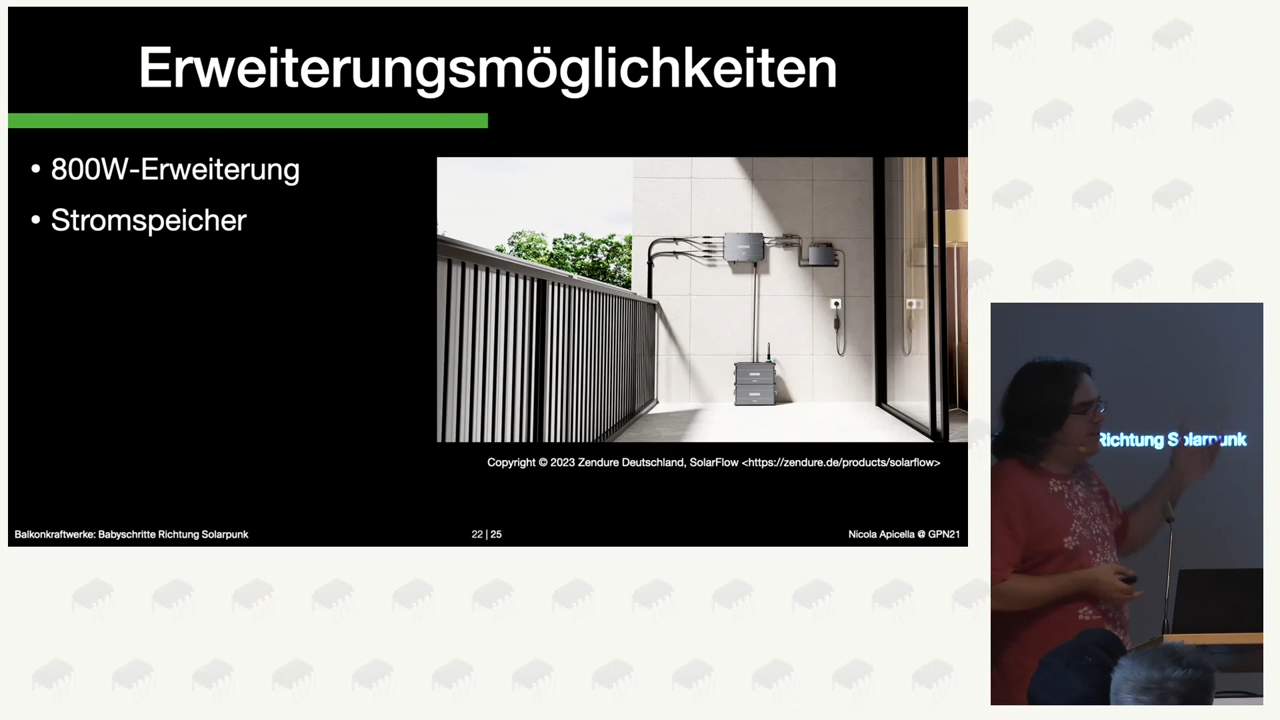 Erweiterungsmöglichkeiten
• 800W-Erweiterung
• Stromspeicher
Copyright © 2023 Zendure Deutschland, SolarFlow <https://zendure.de/products/solarflow>
Balkonkraftwerke: Babyschritte Richtung Solarpunk
22 | 25
Nicola Apicella @ GPN21
Richtung Solarpunk